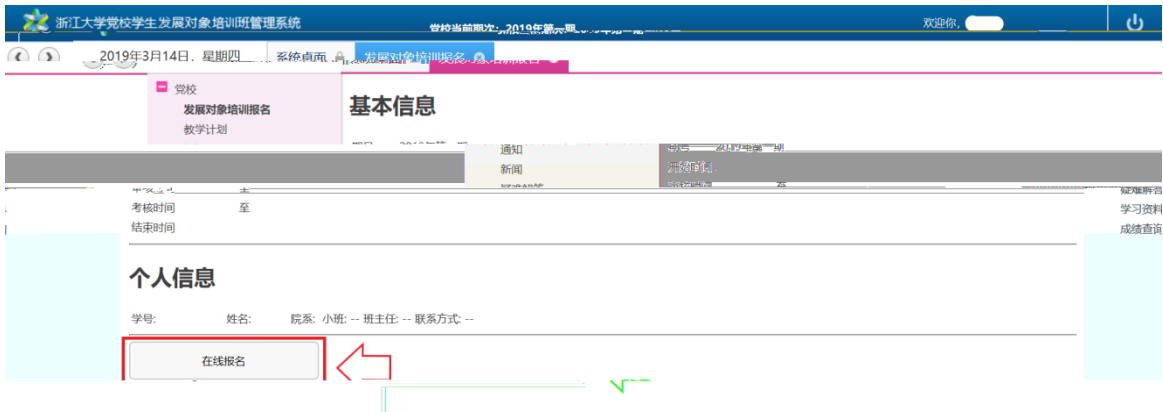 浙江大学党校学生发展对象培训班管理系统
党校当前期次: 2019年第一期
欢迎你,
2019年3月14日, 星期四
系统桌面
发展对象培训报名
党校
发展对象培训报名
教学计划
基本信息
通知
新闻
疑难解答
考核时间 至
学习资料
结束时间
成绩查询
个人信息
学号: 姓名: 院系: 小班: -- 班主任: -- 联系方式: --
在线报名